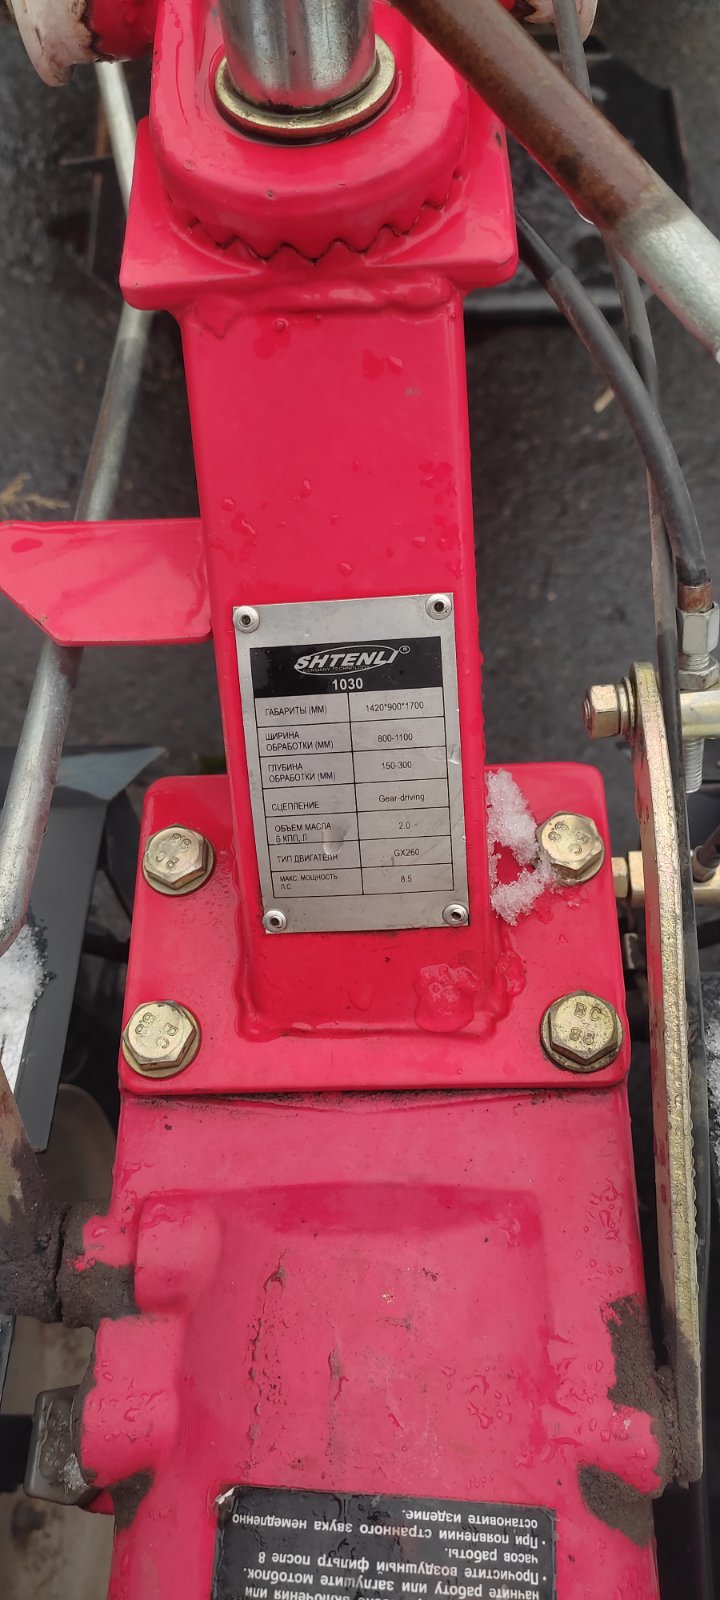 SHTENLI®
GERMANY TECHNOLOGY
1030
ГАБАРИТЫ (ММ) 1420*900*1700
ШИРИНА
ОБРАБОТКИ (ММ) 800-1100
ГЛУБИНА
ОБРАБОТКИ (ММ) 150-300
СЦЕПЛЕНИЕ Gear-driving
ОБЪЕМ МАСЛА
В КПП, Л 2.0
ТИП ДВИГАТЕЛЯ GX260
МАКС. МОЩНОСТЬ
Л.С. 8.5
8.8 BC
8.8 BC
8.8 BC
BC 8.8
включения или
начните работу или заглушите мотоблок.
• Прочистите воздушный фильтр после 8
часов работы.
• При появлении странного звука немедленно
остановите изделие.